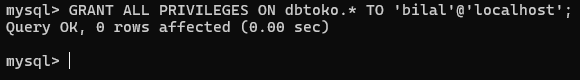 mysql> GRANT ALL PRIVILEGES ON dbtoko.* TO 'bilal'@'localhost';
Query OK, 0 rows affected (0.00 sec)
mysql>